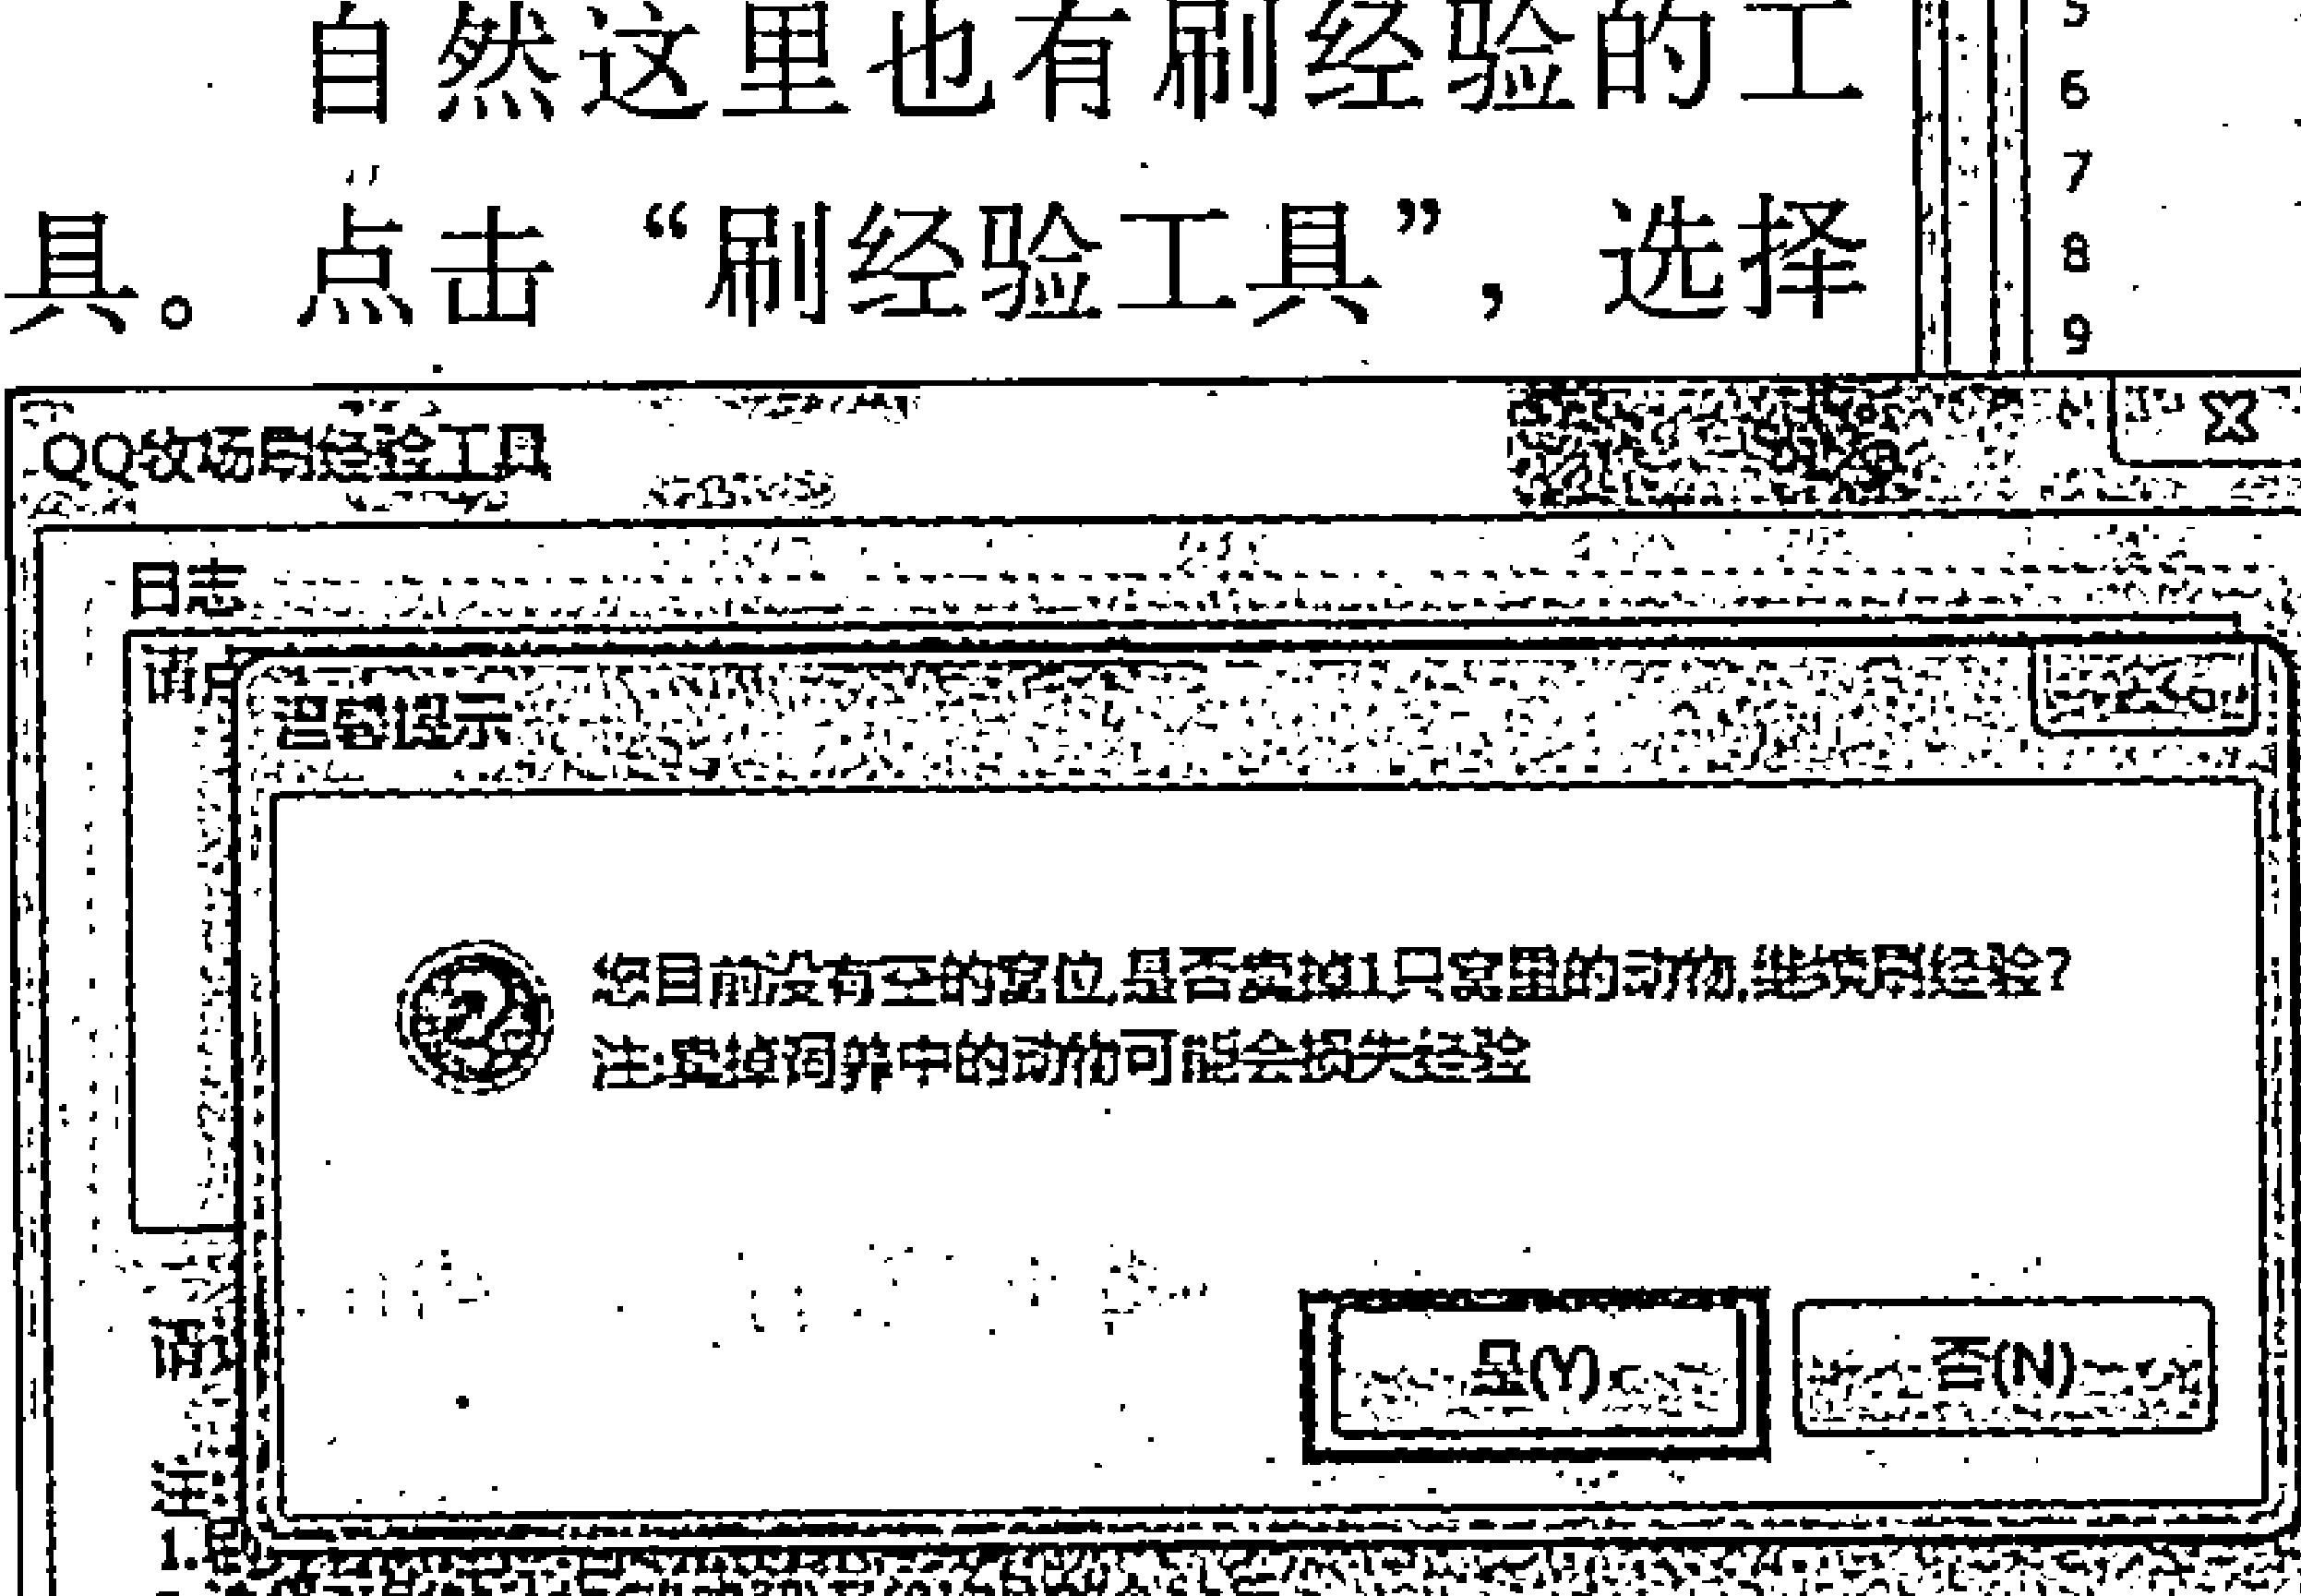 自然这里也有刷经验的工
具。点击“刷经验工具”,选择
5
6
7
8
9
QQ牧场刷经验工具
日志
温馨提示
您目前没有空的窝位,是否卖掉1只窝里的动物,继续刷经验?
注:卖掉饲养中的动物可能会损失经验
是(Y)
否(N)
注
1.